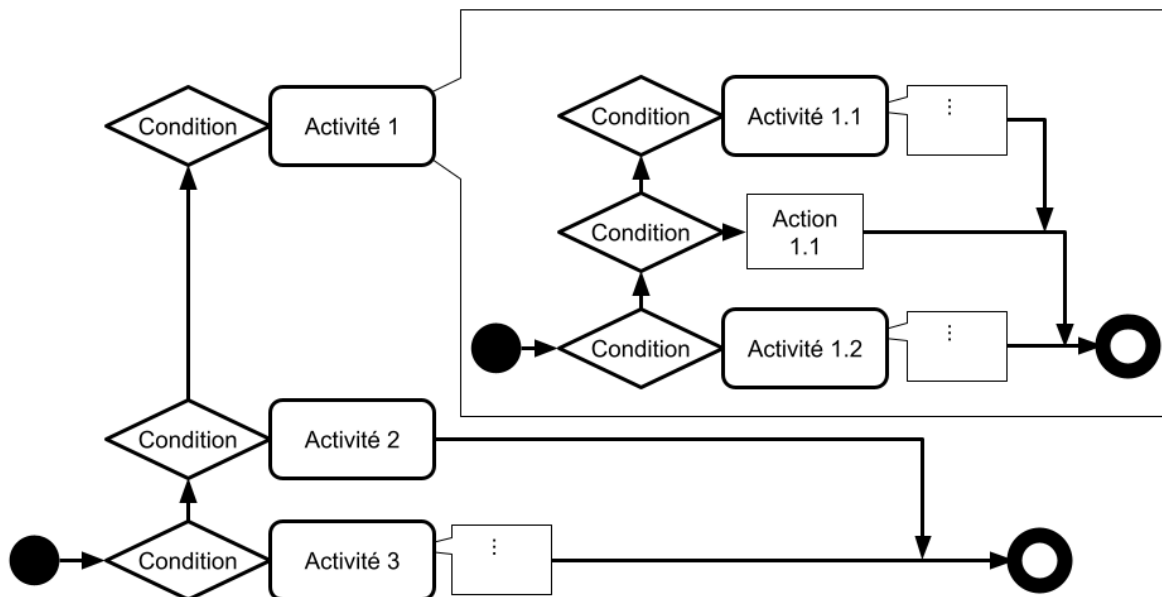 Condition
Activité 1
Condition
Activité 1.1
...
Condition
Action
1.1
Condition
Activité 1.2
...
Condition
Activité 2
Condition
Activité 3
...